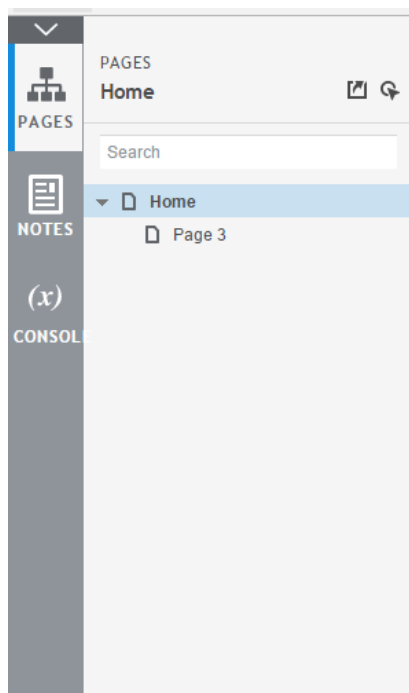 PAGES
Home
PAGES
Search
Home
NOTES
Page 3
(x)
CONSOLE